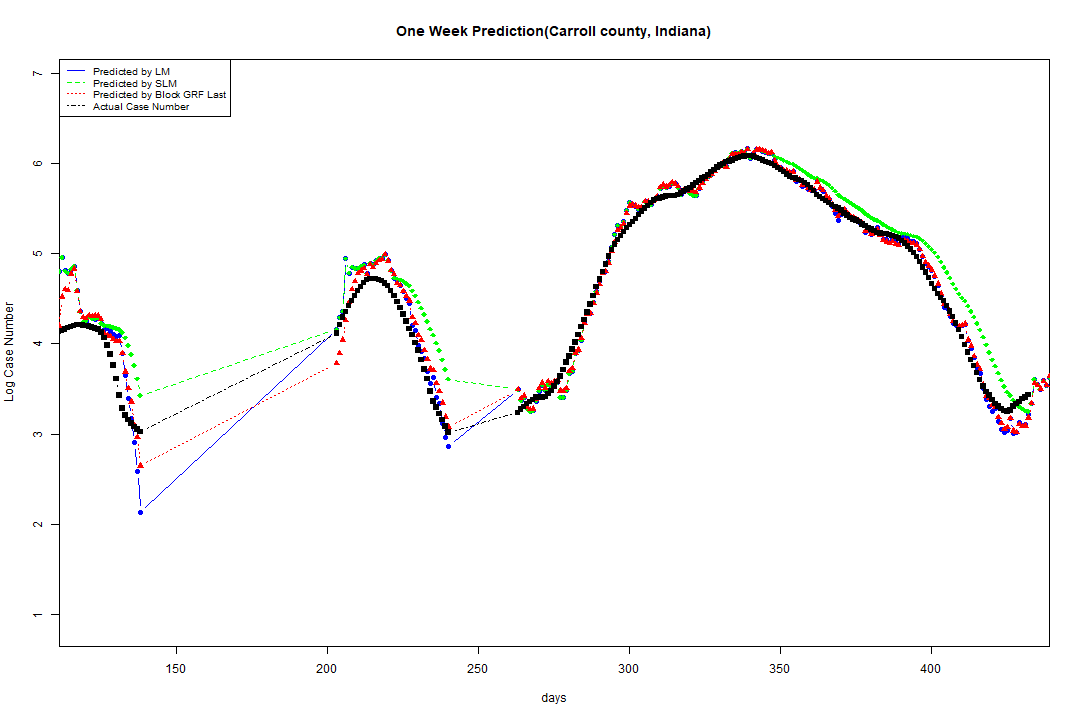 One Week Prediction(Carroll county, Indiana)
Predicted by LM
Predicted by SLM
Predicted by Block GRF Last
Actual Case Number
7
6
5
4
3
2
1
Log Case Number
150 200 250 300 350 400
days